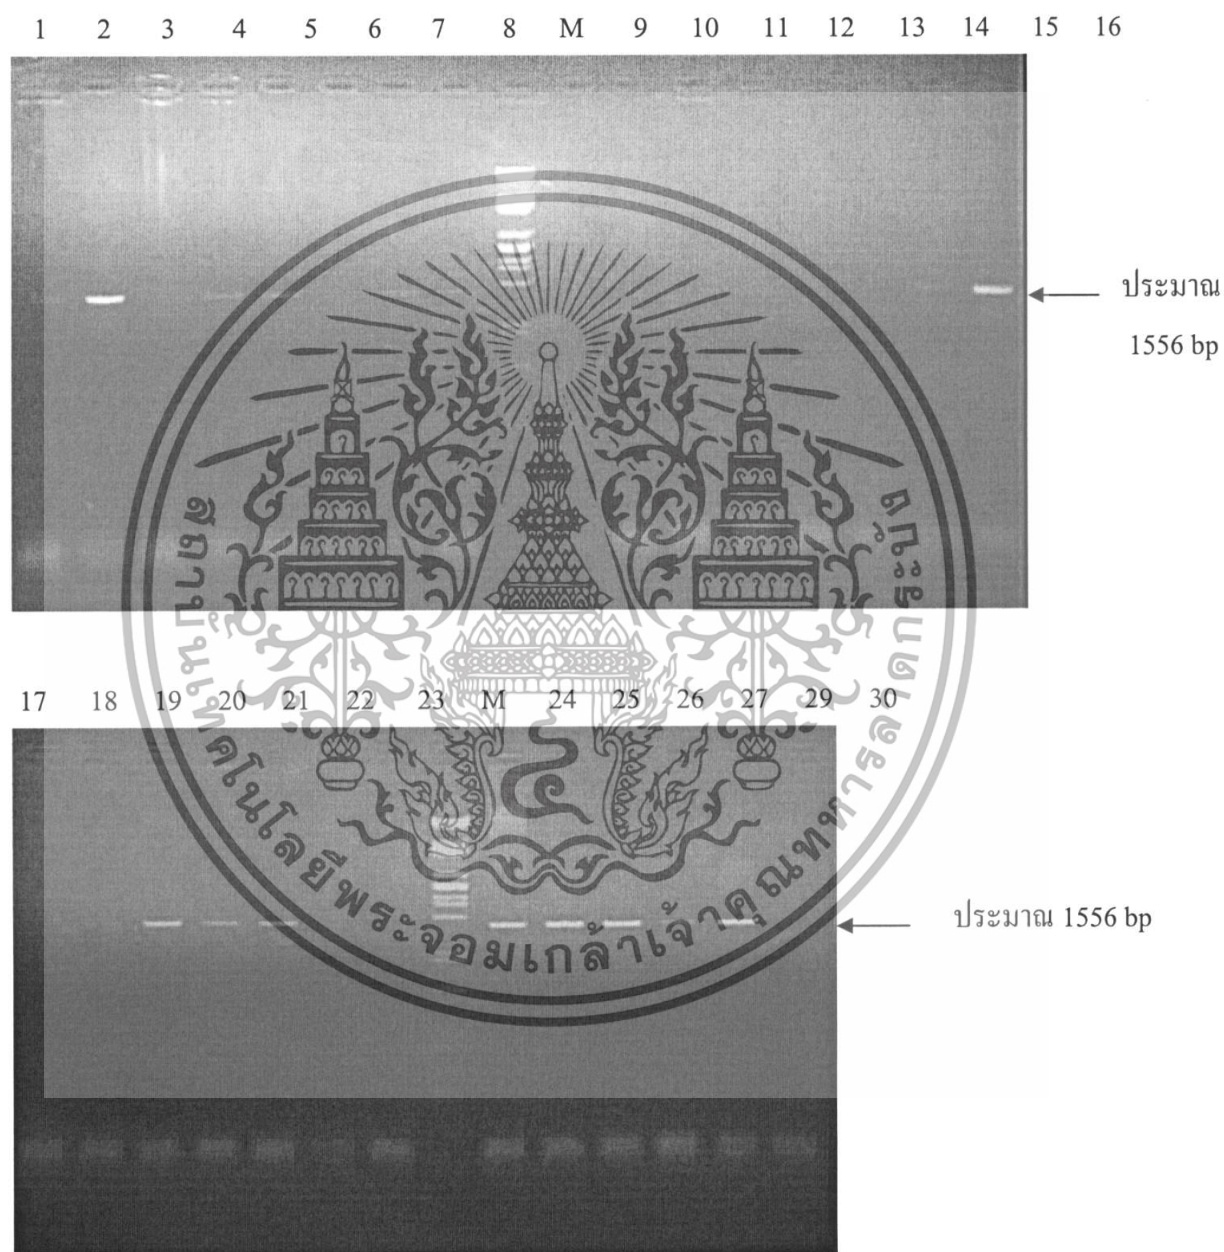 1 2 3 4 5 6 7 8 M 9 10 11 12 13 14 15 16
ประมาณ
1556 bp
17 18 19 20 21 22 23 M 24 25 26 27 29 30
ประมาณ 1556 bp
สถาบันเทคโนโลยีพระจอมเกล้าเจ้าคุณทหารลาดกระบัง